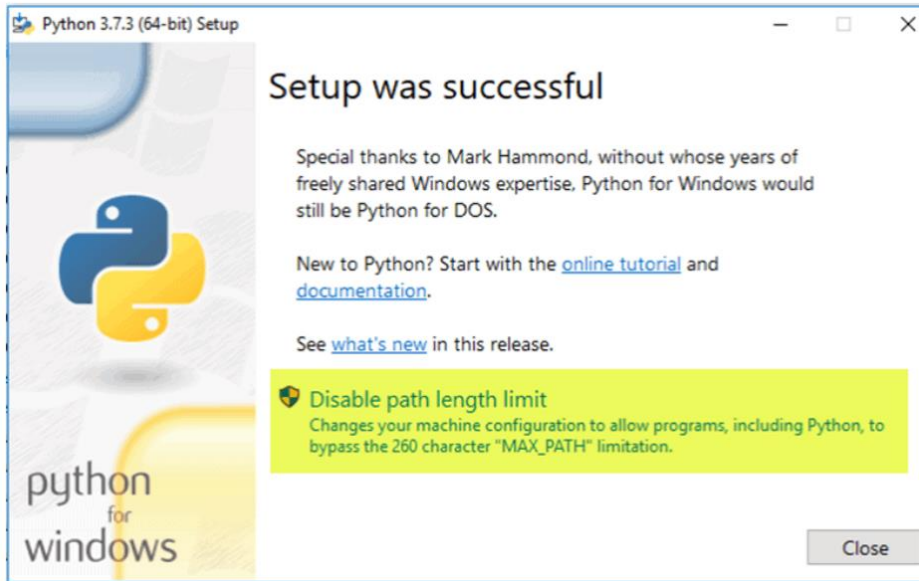 Python 3.7.3 (64-bit) Setup
Setup was successful
Special thanks to Mark Hammond, without whose years of
freely shared Windows expertise, Python for Windows would
still be Python for DOS.
New to Python? Start with the online tutorial and
documentation.
See what's new in this release.
Disable path length limit
Changes your machine configuration to allow programs, including Python, to
bypass the 260 character "MAX_PATH" limitation.
python
for
windows
Close